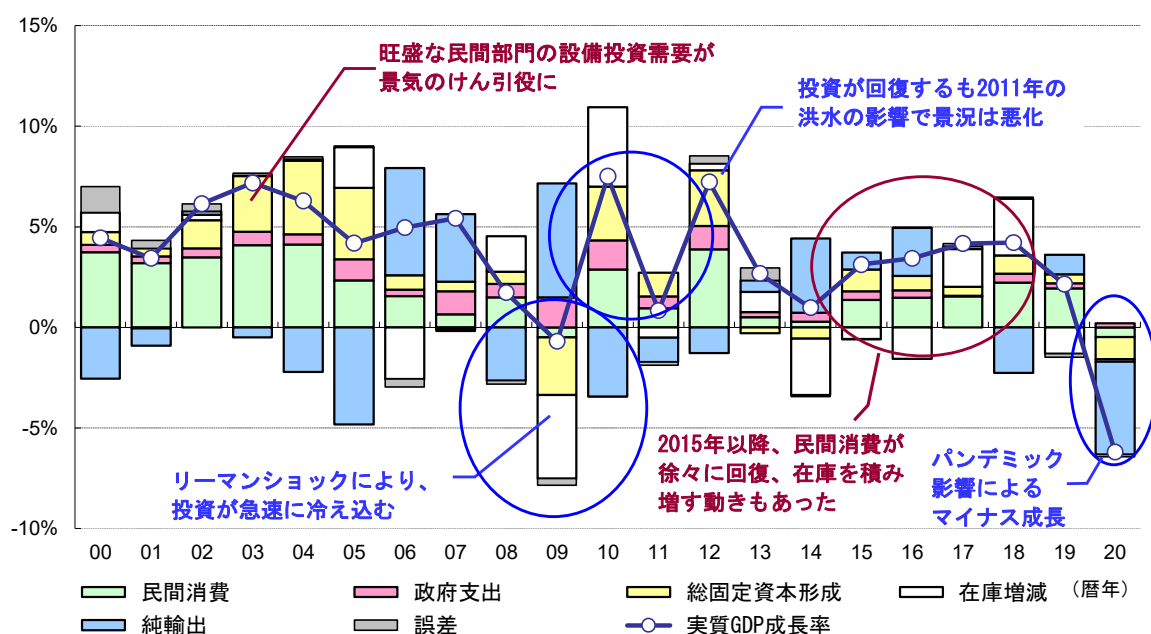 15%
旺盛な民間部門の設備投資需要が
景気のけん引役に
投資が回復するも2011年の
洪水の影響で景況は悪化
10%
5%
0%
-5%
リーマンショックにより、
投資が急速に冷え込む
2015年以降、民間消費が
徐々に回復、在庫を積み
増す動きもあった
パンデミック
影響による
マイナス成長
-10%
00 01 02 03 04 05 06 07 08 09 10 11 12 13 14 15 16 17 18 19 20
民間消費 政府支出 総固定資本形成 在庫増減 (暦年)
純輸出 誤差 実質GDP成長率